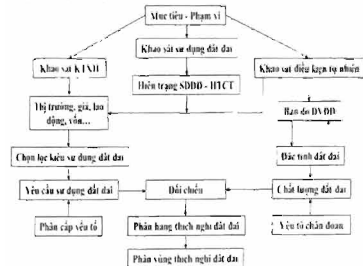 Mục tiêu - Phạm vi
Khảo sát sử dụng đất đai
Khảo sát KTXH
Khảo sát điều kiện tự nhiên
Hiện trạng SDĐĐ - HTCT
Thị trường, giá, lao
động, vốn...
Bản đồ ĐVĐĐ
Chọn lọc kiểu sử dụng đất đai
Đặc tính đất đai
Yêu cầu sử dụng đất đai
Đối chiếu
Chất lượng đất đai
Phân cấp yếu tố
Phân hạng thích nghi đất đai
Yếu tố chẩn đoán
Phân vùng thích nghi đất đai